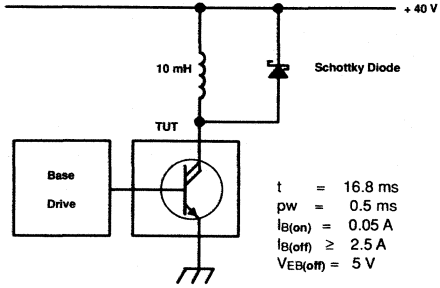 + 40 V
10 mH
Schottky Diode
TUT
Base
Drive
t = 16.8 ms
pw = 0.5 ms
IB(on) = 0.05 A
IB(off) ≥ 2.5 A
VEB(off) = 5 V